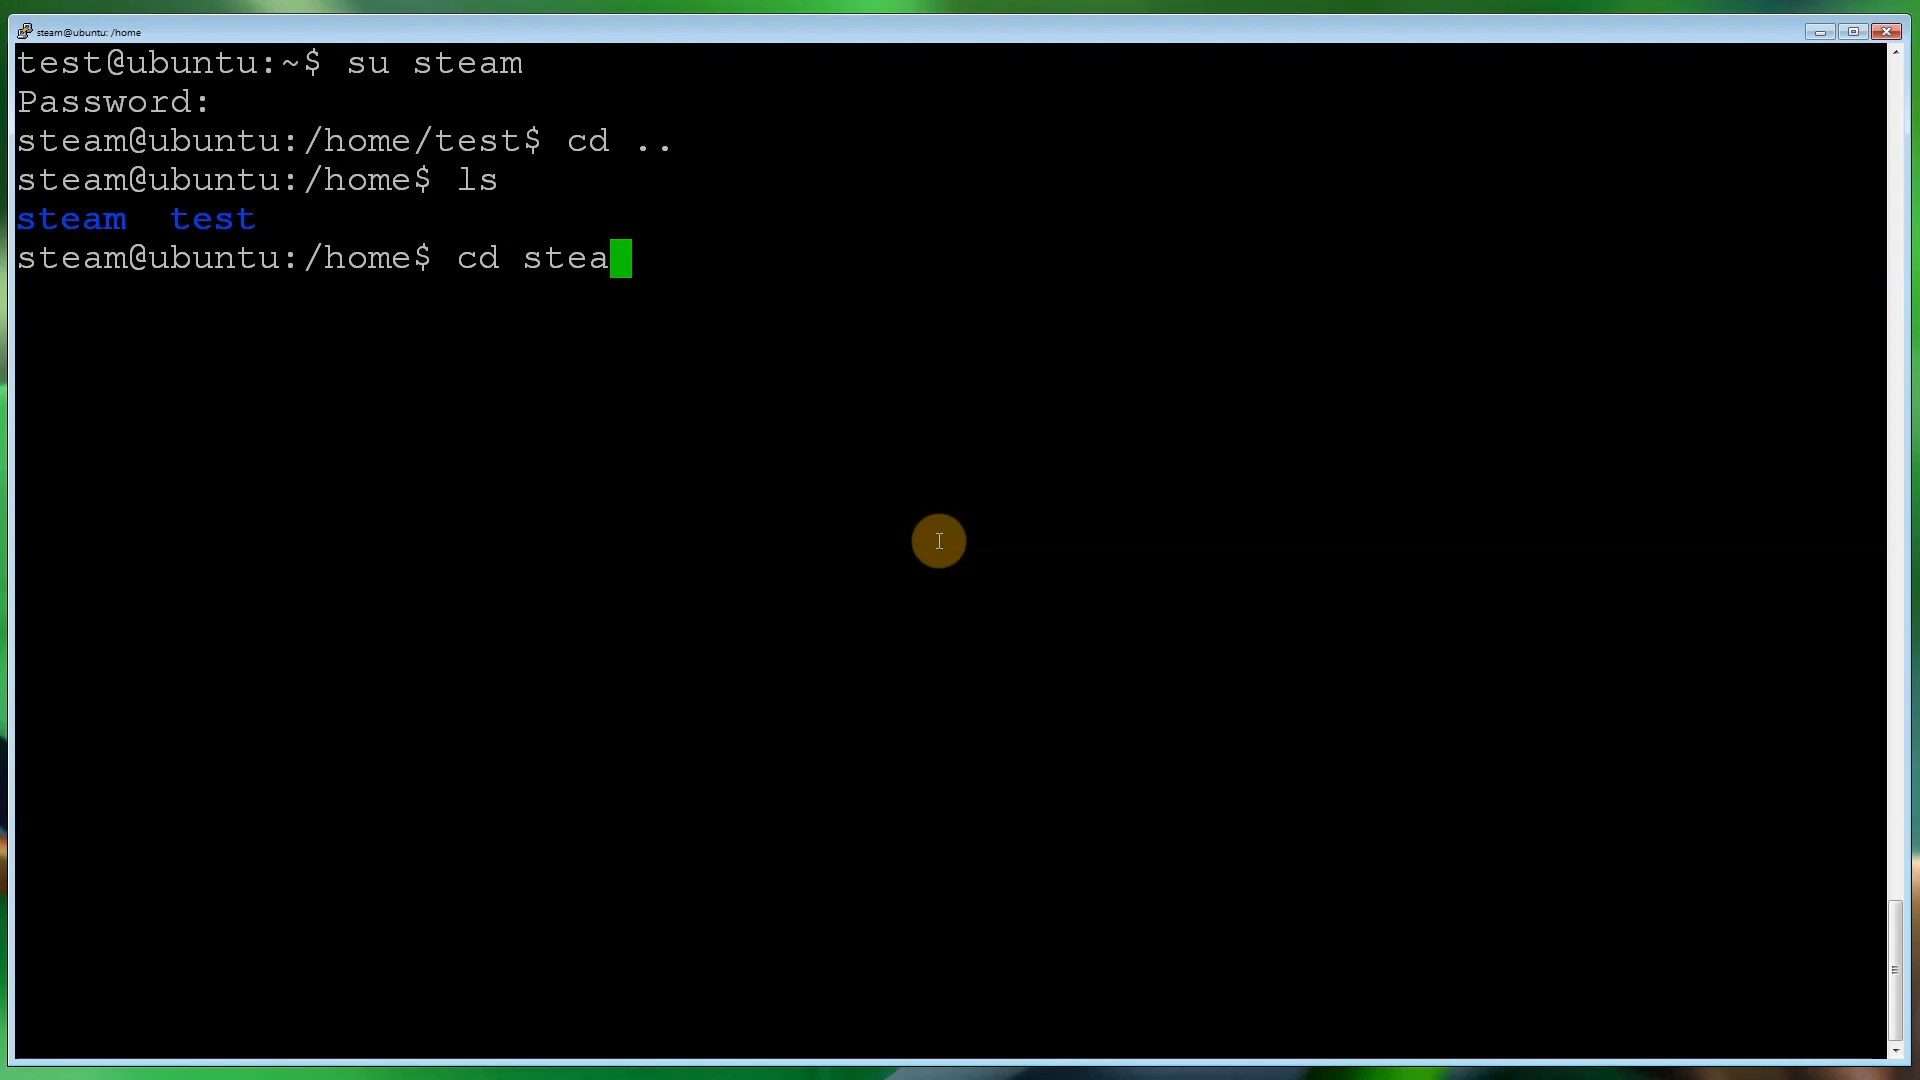 steam@ubuntu: /home
test@ubuntu:~$ su steam
Password:
steam@ubuntu:/home/test$ cd ..
steam@ubuntu:/home$ ls
steam  test
steam@ubuntu:/home$ cd stea